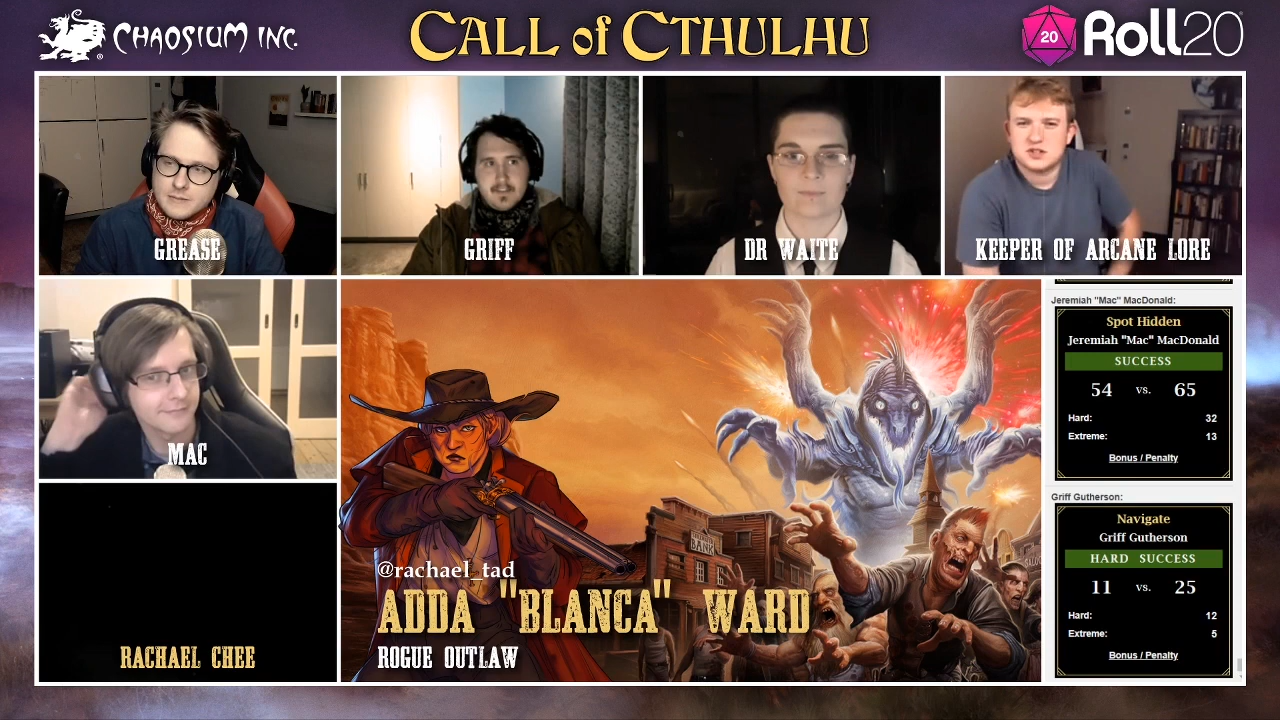 CHAOSIUM INC.
CALL of CTHULHU
20 Roll20
GREASE
GRIFF
DR WAITE
KEEPER OF ARCANE LORE
MAC
RACHAEL CHEE
BANK
@rachael_tad
ADDA "BLANCA" WARD
ROGUE OUTLAW
Jeremiah "Mac" MacDonald:
Spot Hidden
Jeremiah "Mac" MacDonald
SUCCESS
54 vs. 65
Hard: 32
Extreme: 13
Bonus / Penalty
Griff Gutherson:
Navigate
Griff Gutherson
HARD SUCCESS
11 vs. 25
Hard: 12
Extreme: 5
Bonus / Penalty